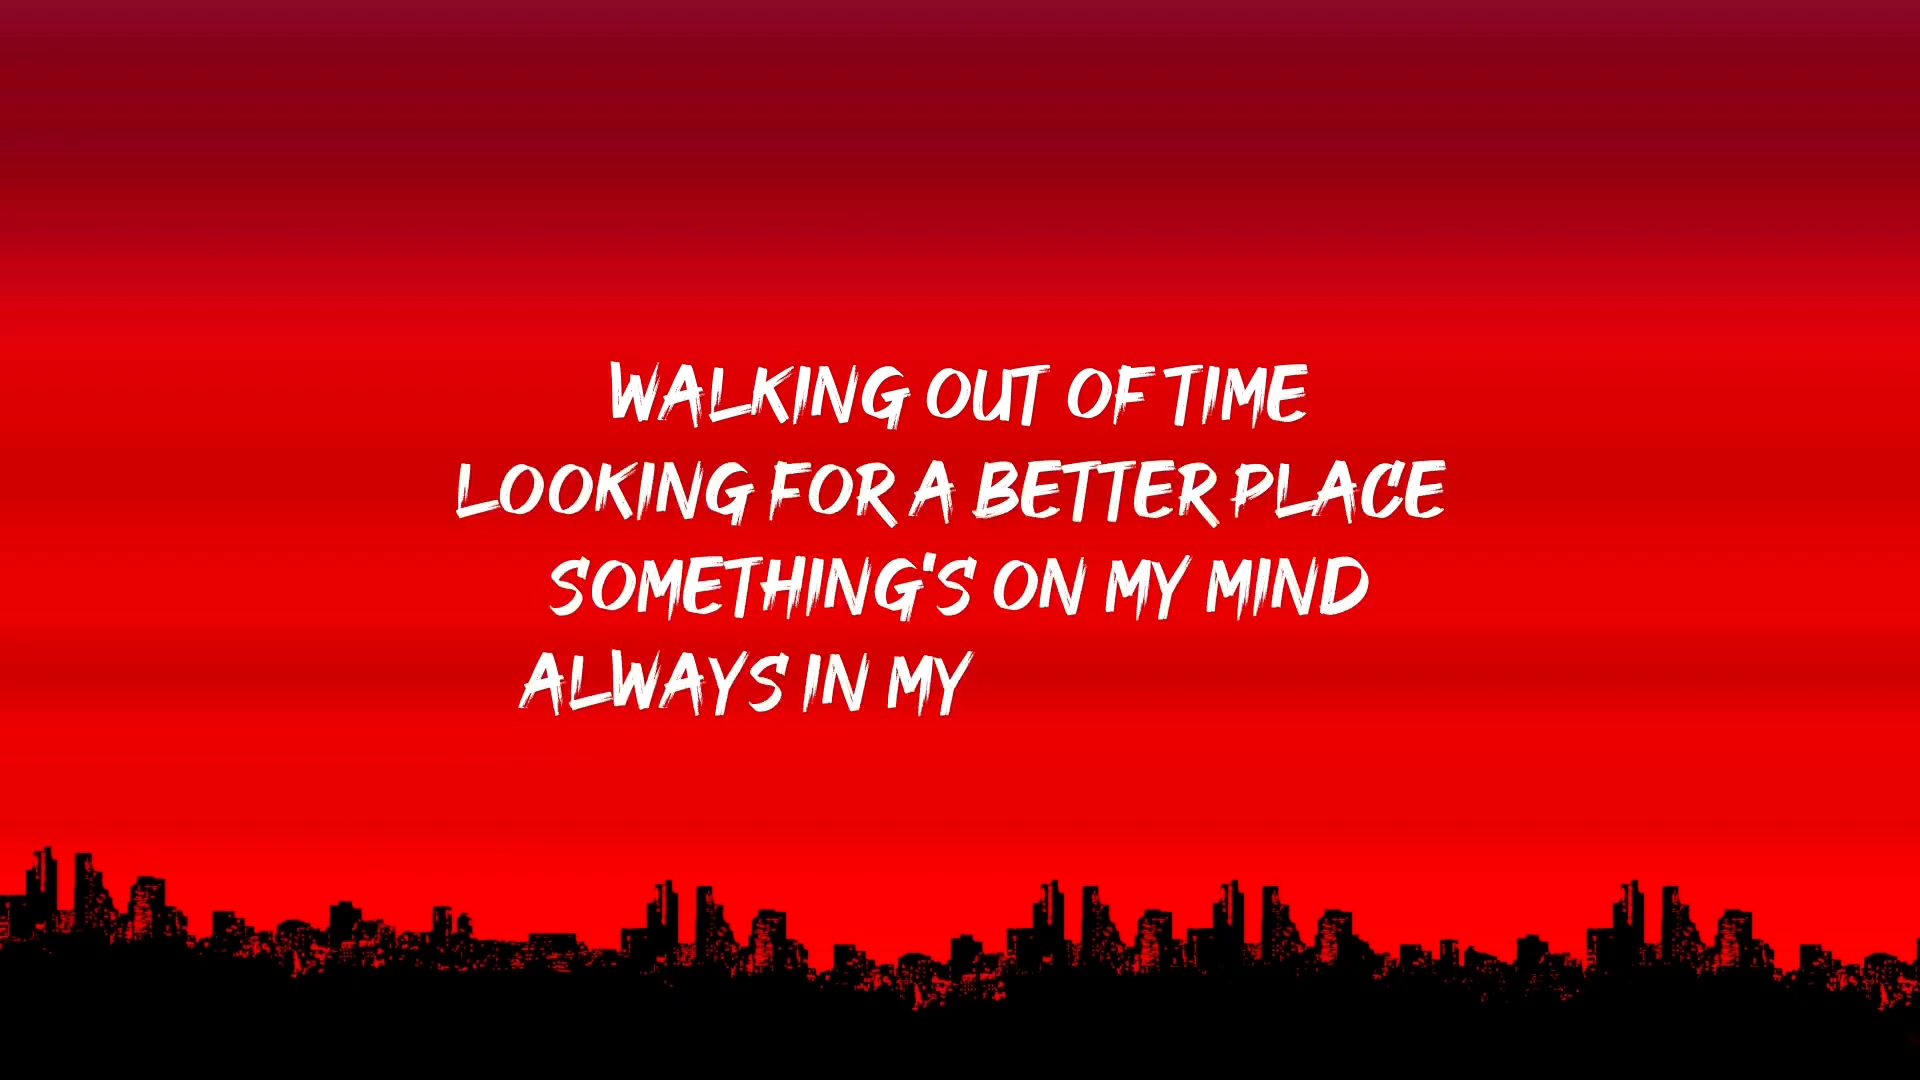 WALKING OUT OF TIME
LOOKING FOR A BETTER PLACE
SOMETHING'S ON MY MIND
ALWAYS IN MY